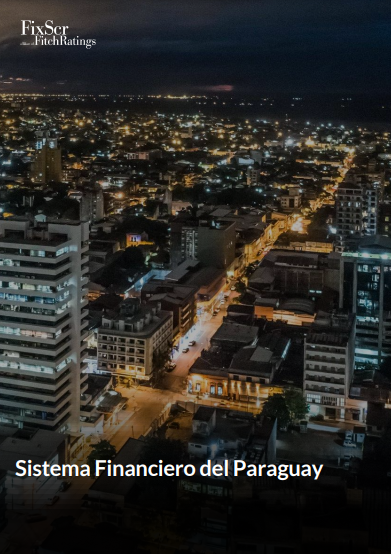 FixScr
FitchRatings
Sistema Financiero del Paraguay